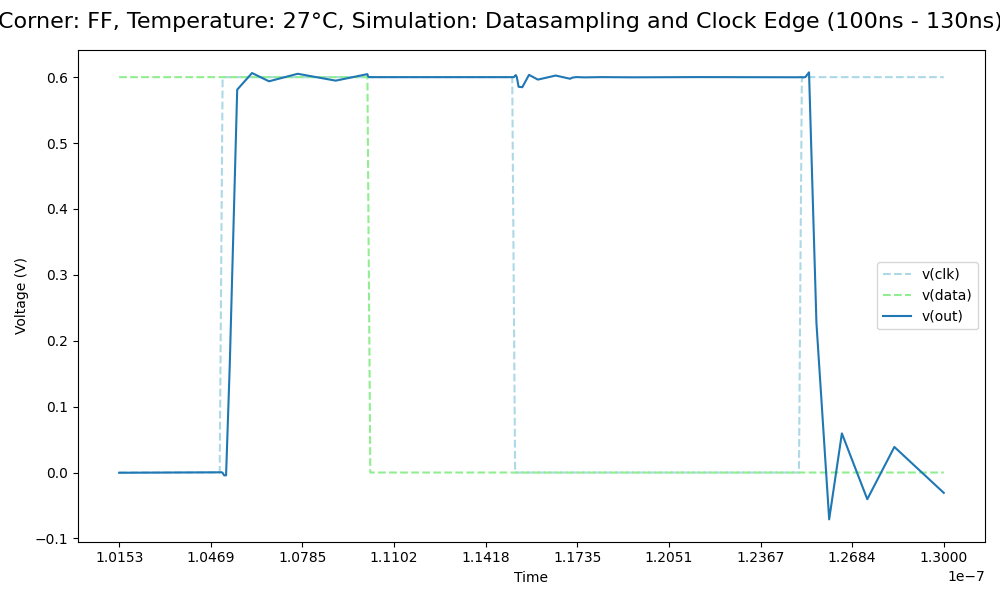 Corner: FF, Temperature: 27°C, Simulation: Datasampling and Clock Edge (100ns - 130ns)
0.6
0.5
0.4
0.3
0.2
0.1
0.0
−0.1
Voltage (V)
v(clk)
v(data)
v(out)
1.0153 1.0469 1.0785 1.1102 1.1418 1.1735 1.2051 1.2367 1.2684 1.3000
1e−7
Time